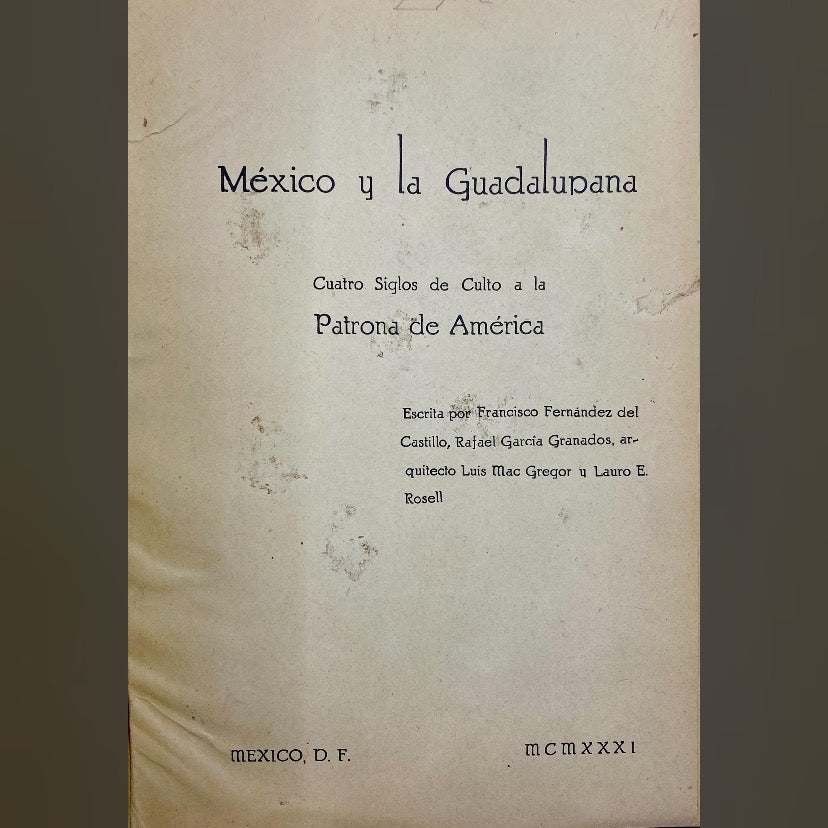 México y la Guadalupana
Cuatro Siglos de Culto a la
Patrona de América
Escrita por Francisco Fernández del
Castillo, Rafael García Granados, ar-
quitecto Luis Mac Gregor y Lauro E.
Rosell
MEXICO, D. F.
MCMXXXI